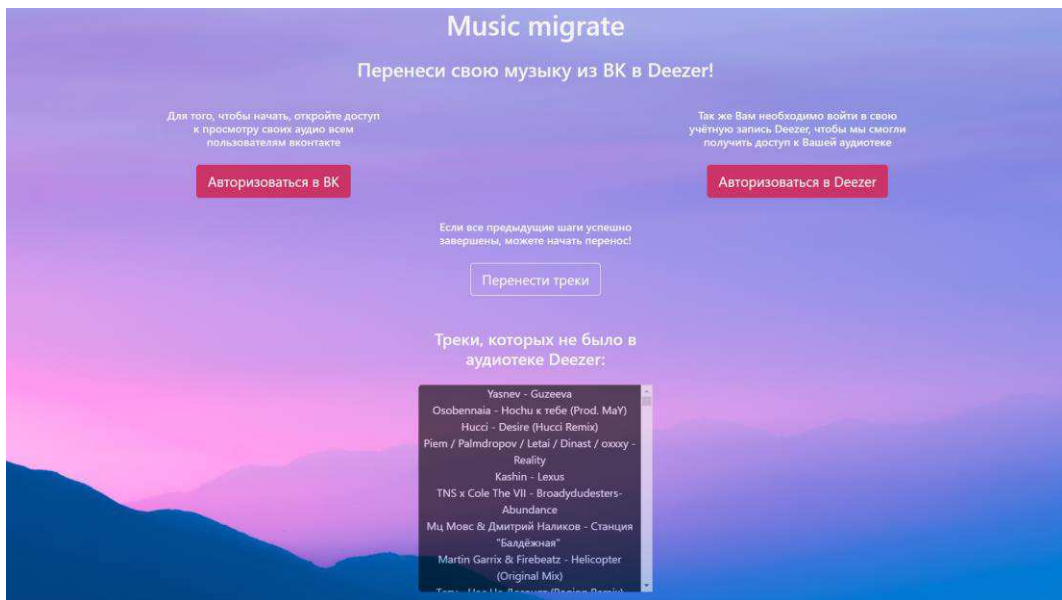 Music migrate
Перенеси свою музыку из ВК в Deezer!
Для того, чтобы начать, откройте доступ
к просмотру своих аудио всем
пользователям вконтакте
Авторизоваться в ВК
Так же Вам необходимо войти в свою
учётную запись Deezer, чтобы мы смогли
получить доступ к Вашей аудиотеке
Авторизоваться в Deezer
Если все предыдущие шаги успешно
завершены, можете начать перенос!
Перенести треки
Треки, которых не было в
аудиотеке Deezer:
Yasnev - Guzeeva
Osobennaia - Hochu к тебе (Prod. MaY)
Hucci - Desire (Hucci Remix)
Piem / Palmdropov / Letai / Dinast / oxxxy -
Reality
Kashin - Lexus
TNS x Cole The VII - Broadydudesters-
Abundance
Мц Мовс & Дмитрий Наликов - Станция
"Балдёжная"
Martin Garrix & Firebeatz - Helicopter
(Original Mix)